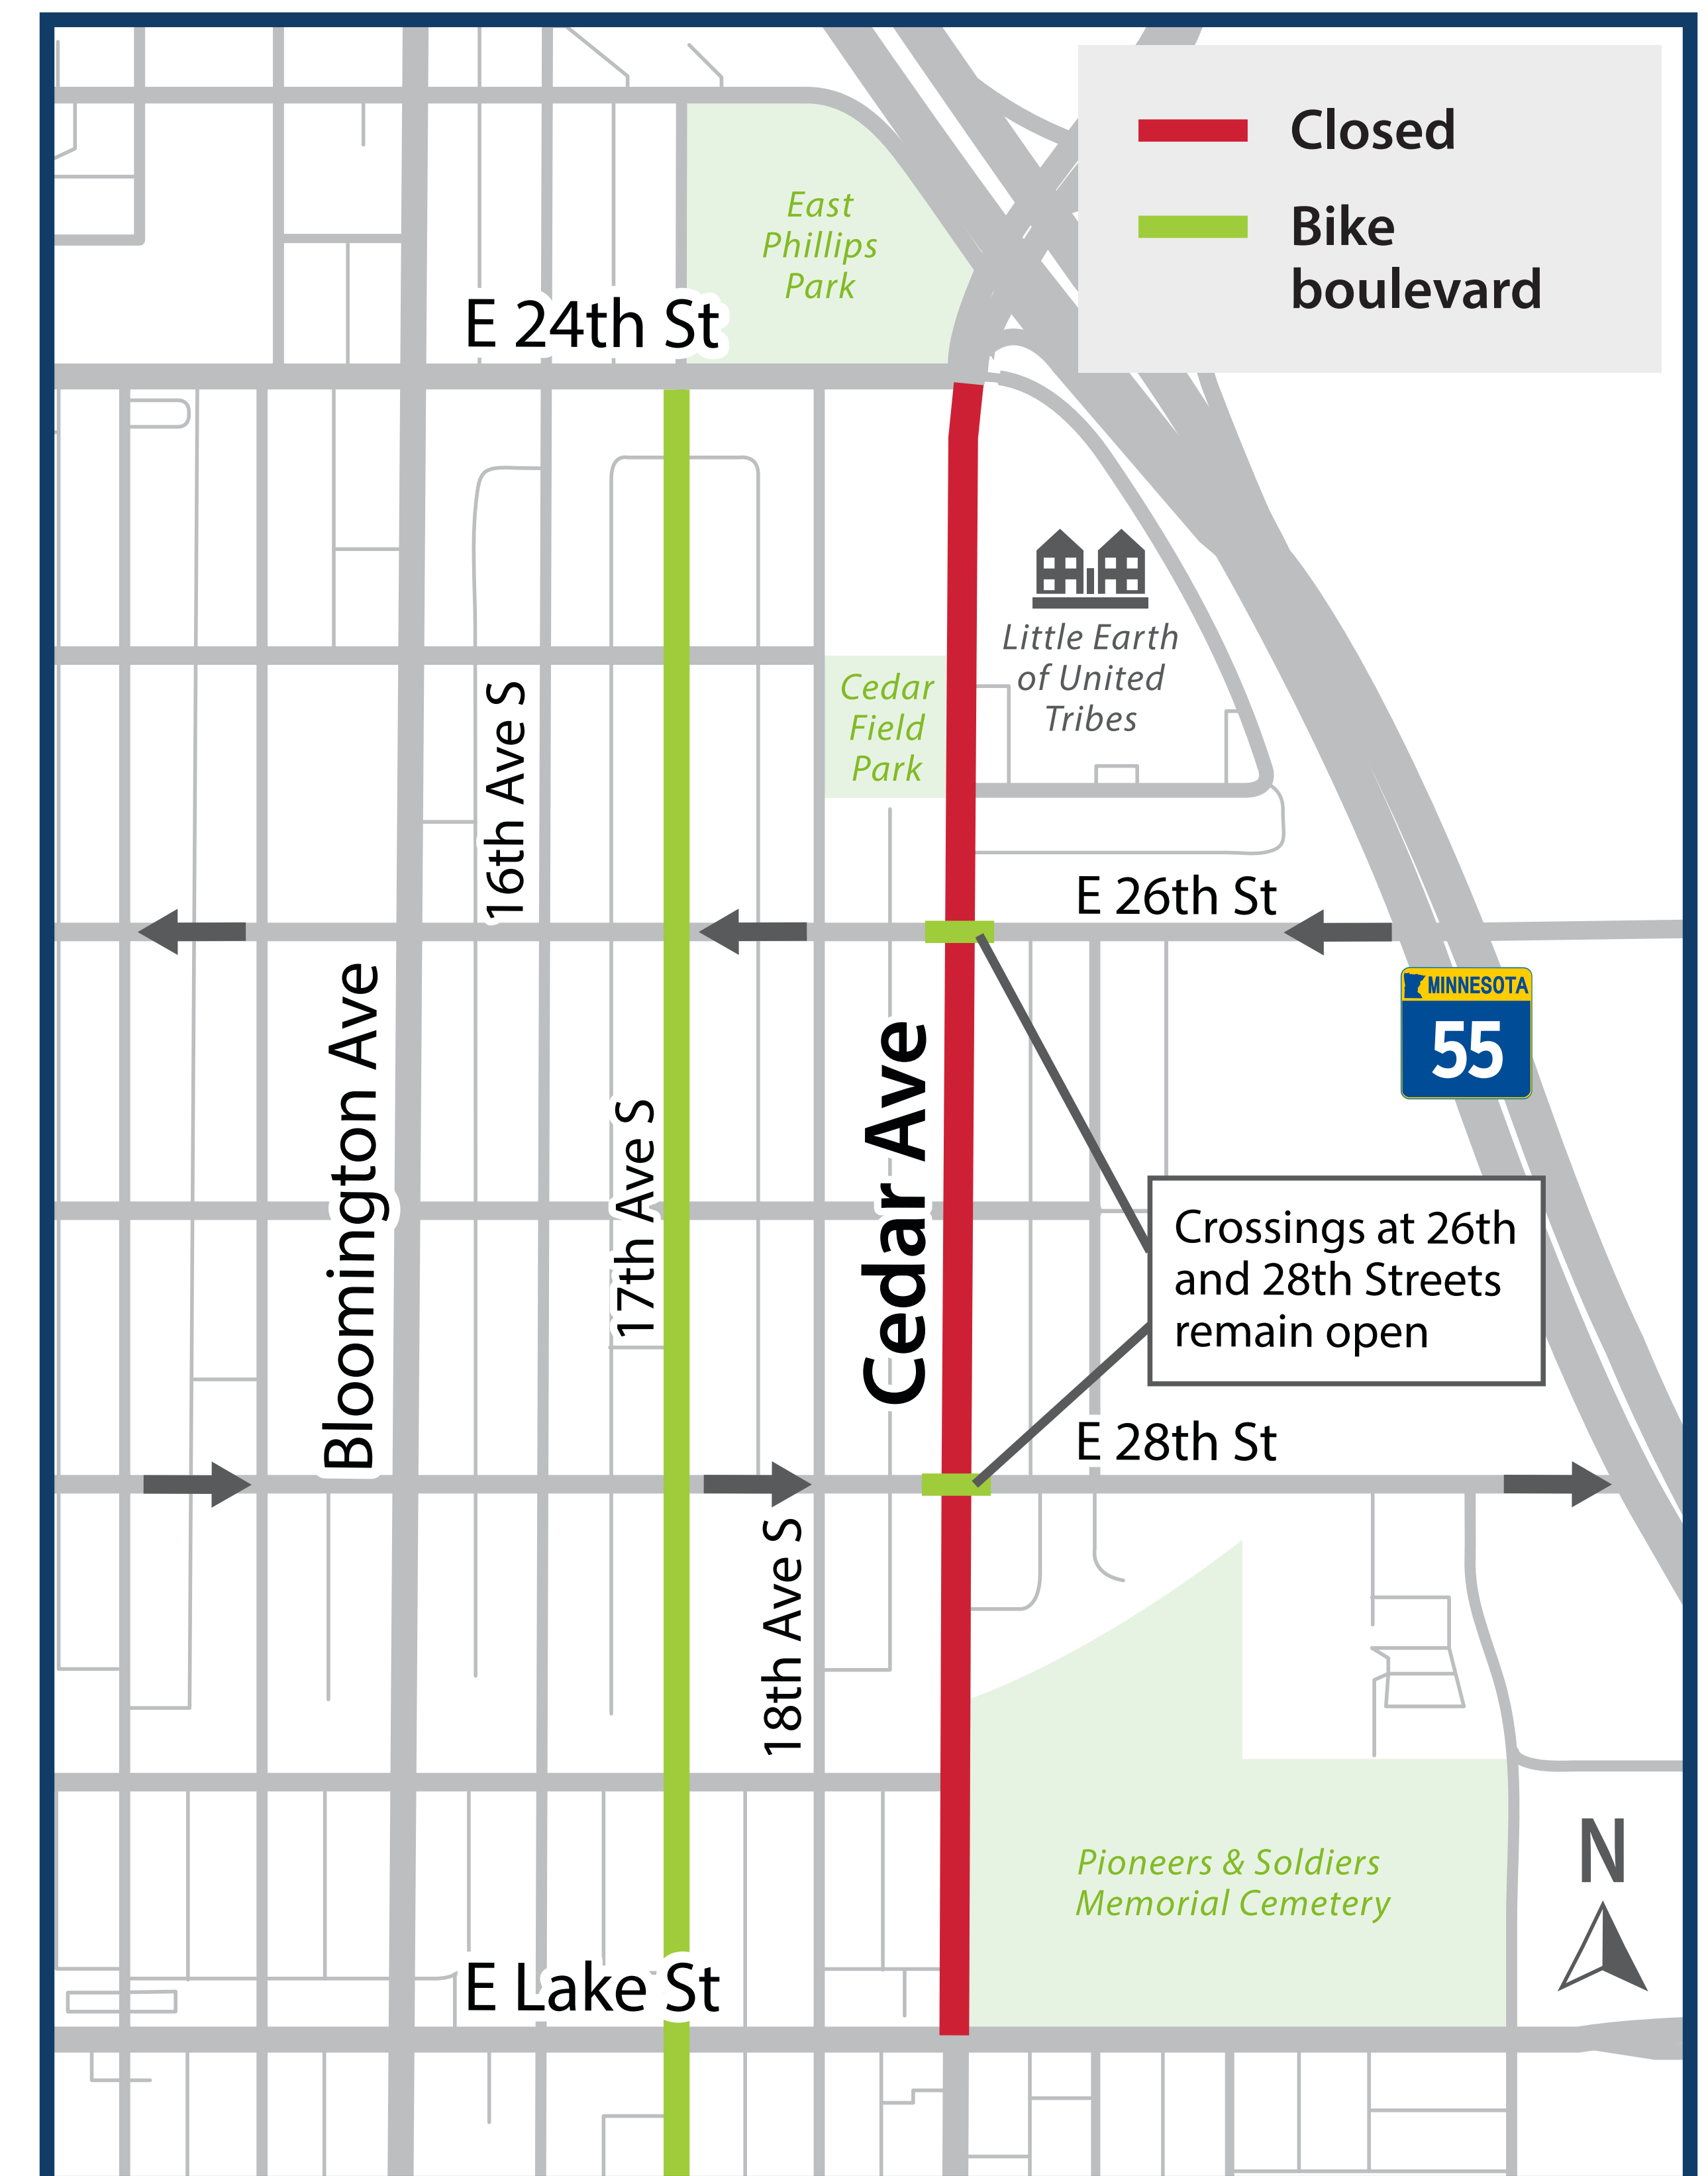 Closed
Bike
boulevard
East
Phillips
Park
E 24th St
Little Earth
of United
Tribes
Cedar
Field
Park
16th Ave S
E 26th St
MINNESOTA
55
Bloomington Ave
17th Ave S
Cedar Ave
Crossings at 26th
and 28th Streets
remain open
E 28th St
18th Ave S
Pioneers & Soldiers
Memorial Cemetery
N
E Lake St